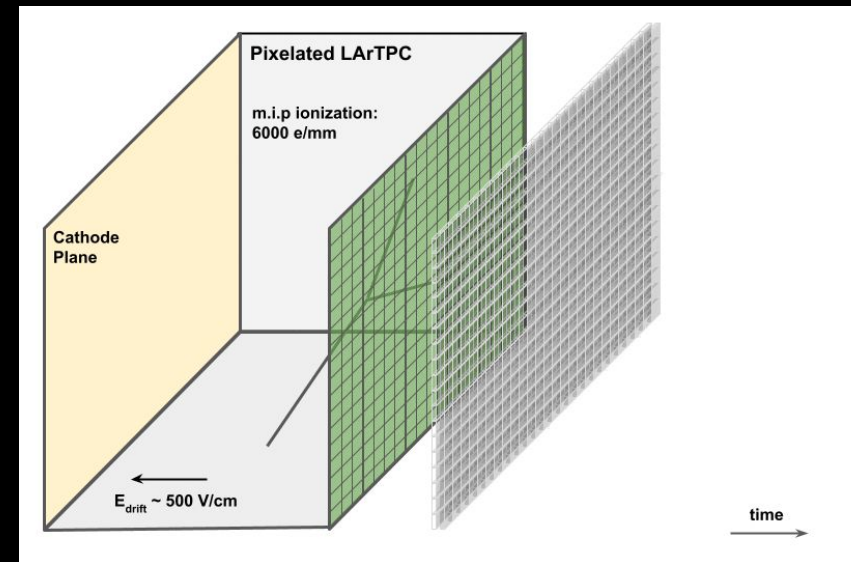 Pixelated LArTPC
m.i.p ionization:
6000 e/mm
Cathode
Plane
E_drift ~ 500 V/cm
time